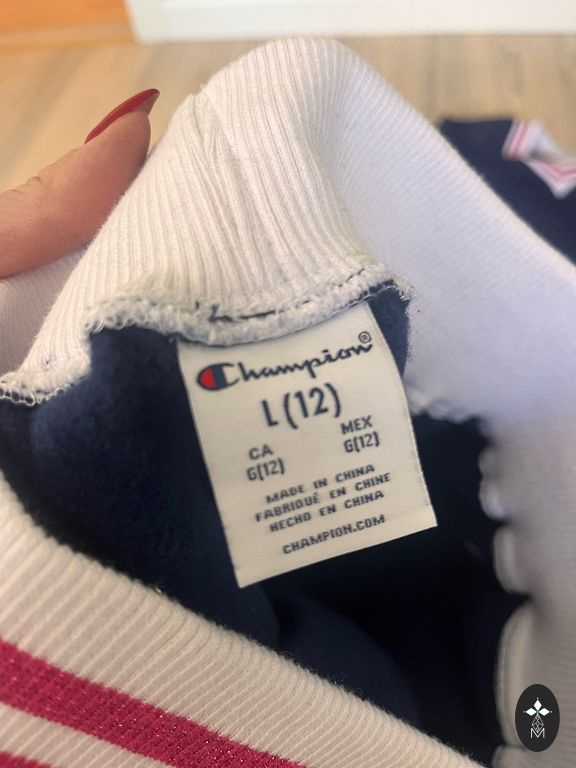 Champion®
L (12)
CA MEX
G(12) G(12)
MADE IN CHINA
FABRIQUÉ EN CHINE
HECHO EN CHINA
CHAMPION.COM
M